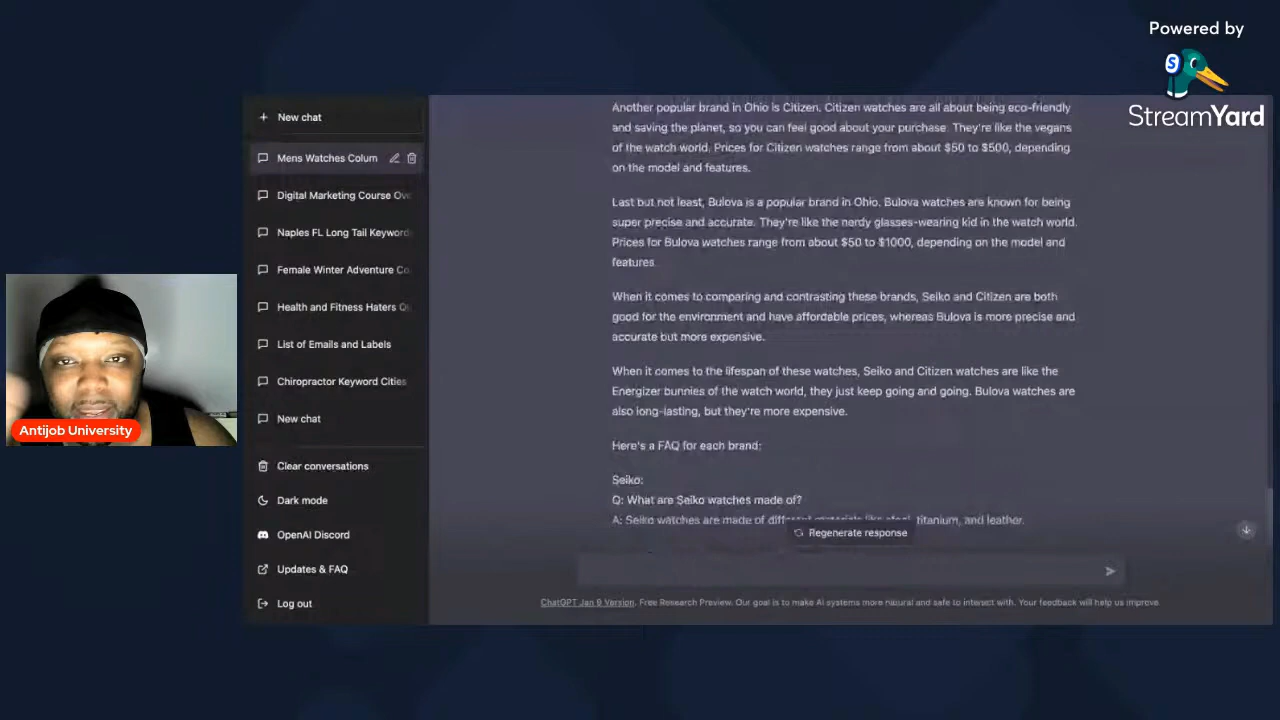 Powered by
S
StreamYard
New chat
Mens Watches Colum
Digital Marketing Course Ove
Naples FL Long Tail Keyword
Female Winter Adventure Co
Health and Fitness Haters
List of Emails and Labels
Chiropractor Keyword Cities
New chat
Clear conversations
Dark mode
OpenAI Discord
Updates & FAQ
Log out
Another popular brand in Ohio is Citizen. Citizen watches are all about being eco-friendly
and saving the planet, so you can feel good about your purchase. They're like the vegans
of the watch world. Prices for Citizen watches range from about $50 to $500, depending
on the model and features.
Last but not least, Bulova is a popular brand in Ohio. Bulova watches are known for being
super precise and accurate. They're like the nerdy glasses-wearing kid in the watch world.
Prices for Bulova watches range from about $50 to $1000, depending on the model and
features.
When it comes to comparing and contrasting these brands, Seiko and Citizen are both
good for the environment and have affordable prices, whereas Bulova is more precise and
accurate but more expensive.
When it comes to the lifespan of these watches, Seiko and Citizen watches are like the
Energizer bunnies of the watch world, they just keep going and going. Bulova watches are
also long-lasting, but they're more expensive.
Here's a FAQ for each brand:
Seiko:
Q: What are Seiko watches made of?
A: Seiko watches are made of different materials like steel, titanium, and leather.
Regenerate response
ChatGPT Jan 9 Version. Free Research Preview. Our goal is to make AI systems more natural and safe to interact with. Your feedback will help us improve.
Antijob University